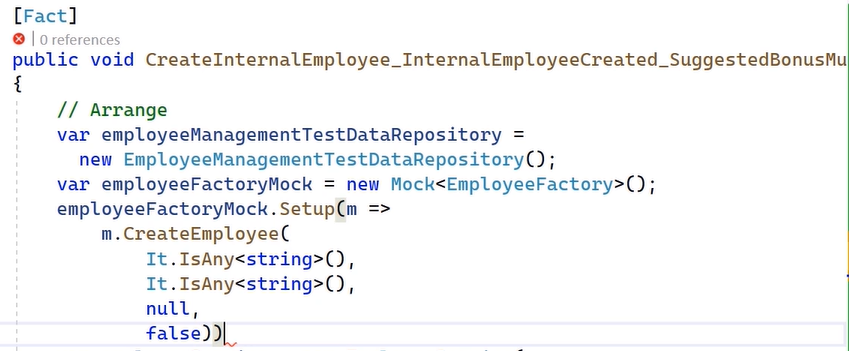 [Fact]
| 0 references
public void CreateInternalEmployee_InternalEmployeeCreated_SuggestedBonusMu
{
// Arrange
var employeeManagementTestDataRepository =
new EmployeeManagementTestDataRepository();
var employeeFactoryMock = new Mock<EmployeeFactory>();
employeeFactoryMock.Setup(m =>
m.CreateEmployee(
It.IsAny<string>(),
It.IsAny<string>(),
null,
false))